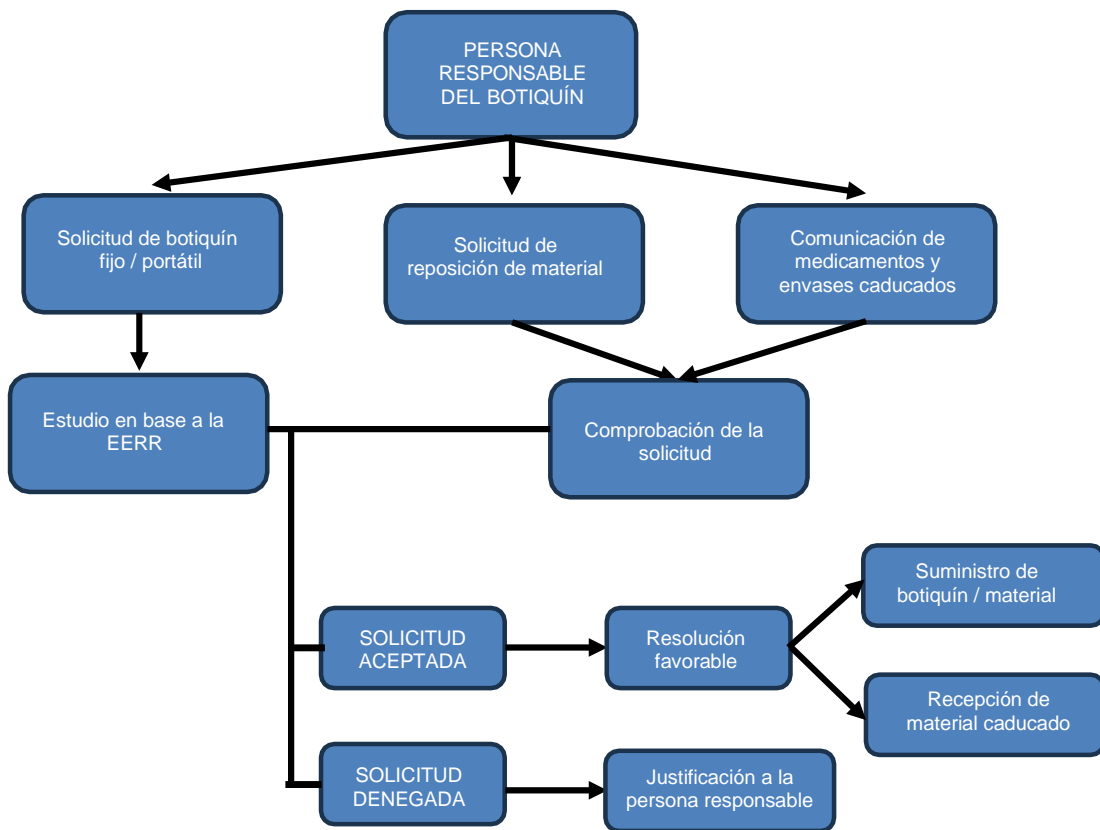 PERSONA
RESPONSABLE
DEL BOTIQUÍN
Solicitud de botiquín
fijo / portátil
Solicitud de
reposición de material
Comunicación de
medicamentos y
envases caducados
Estudio en base a la
EERR
Comprobación de la
solicitud
Suministro de
botiquín / material
SOLICITUD
ACEPTADA
Resolución
favorable
Recepción de
material caducado
SOLICITUD
DENEGADA
Justificación a la
persona responsable